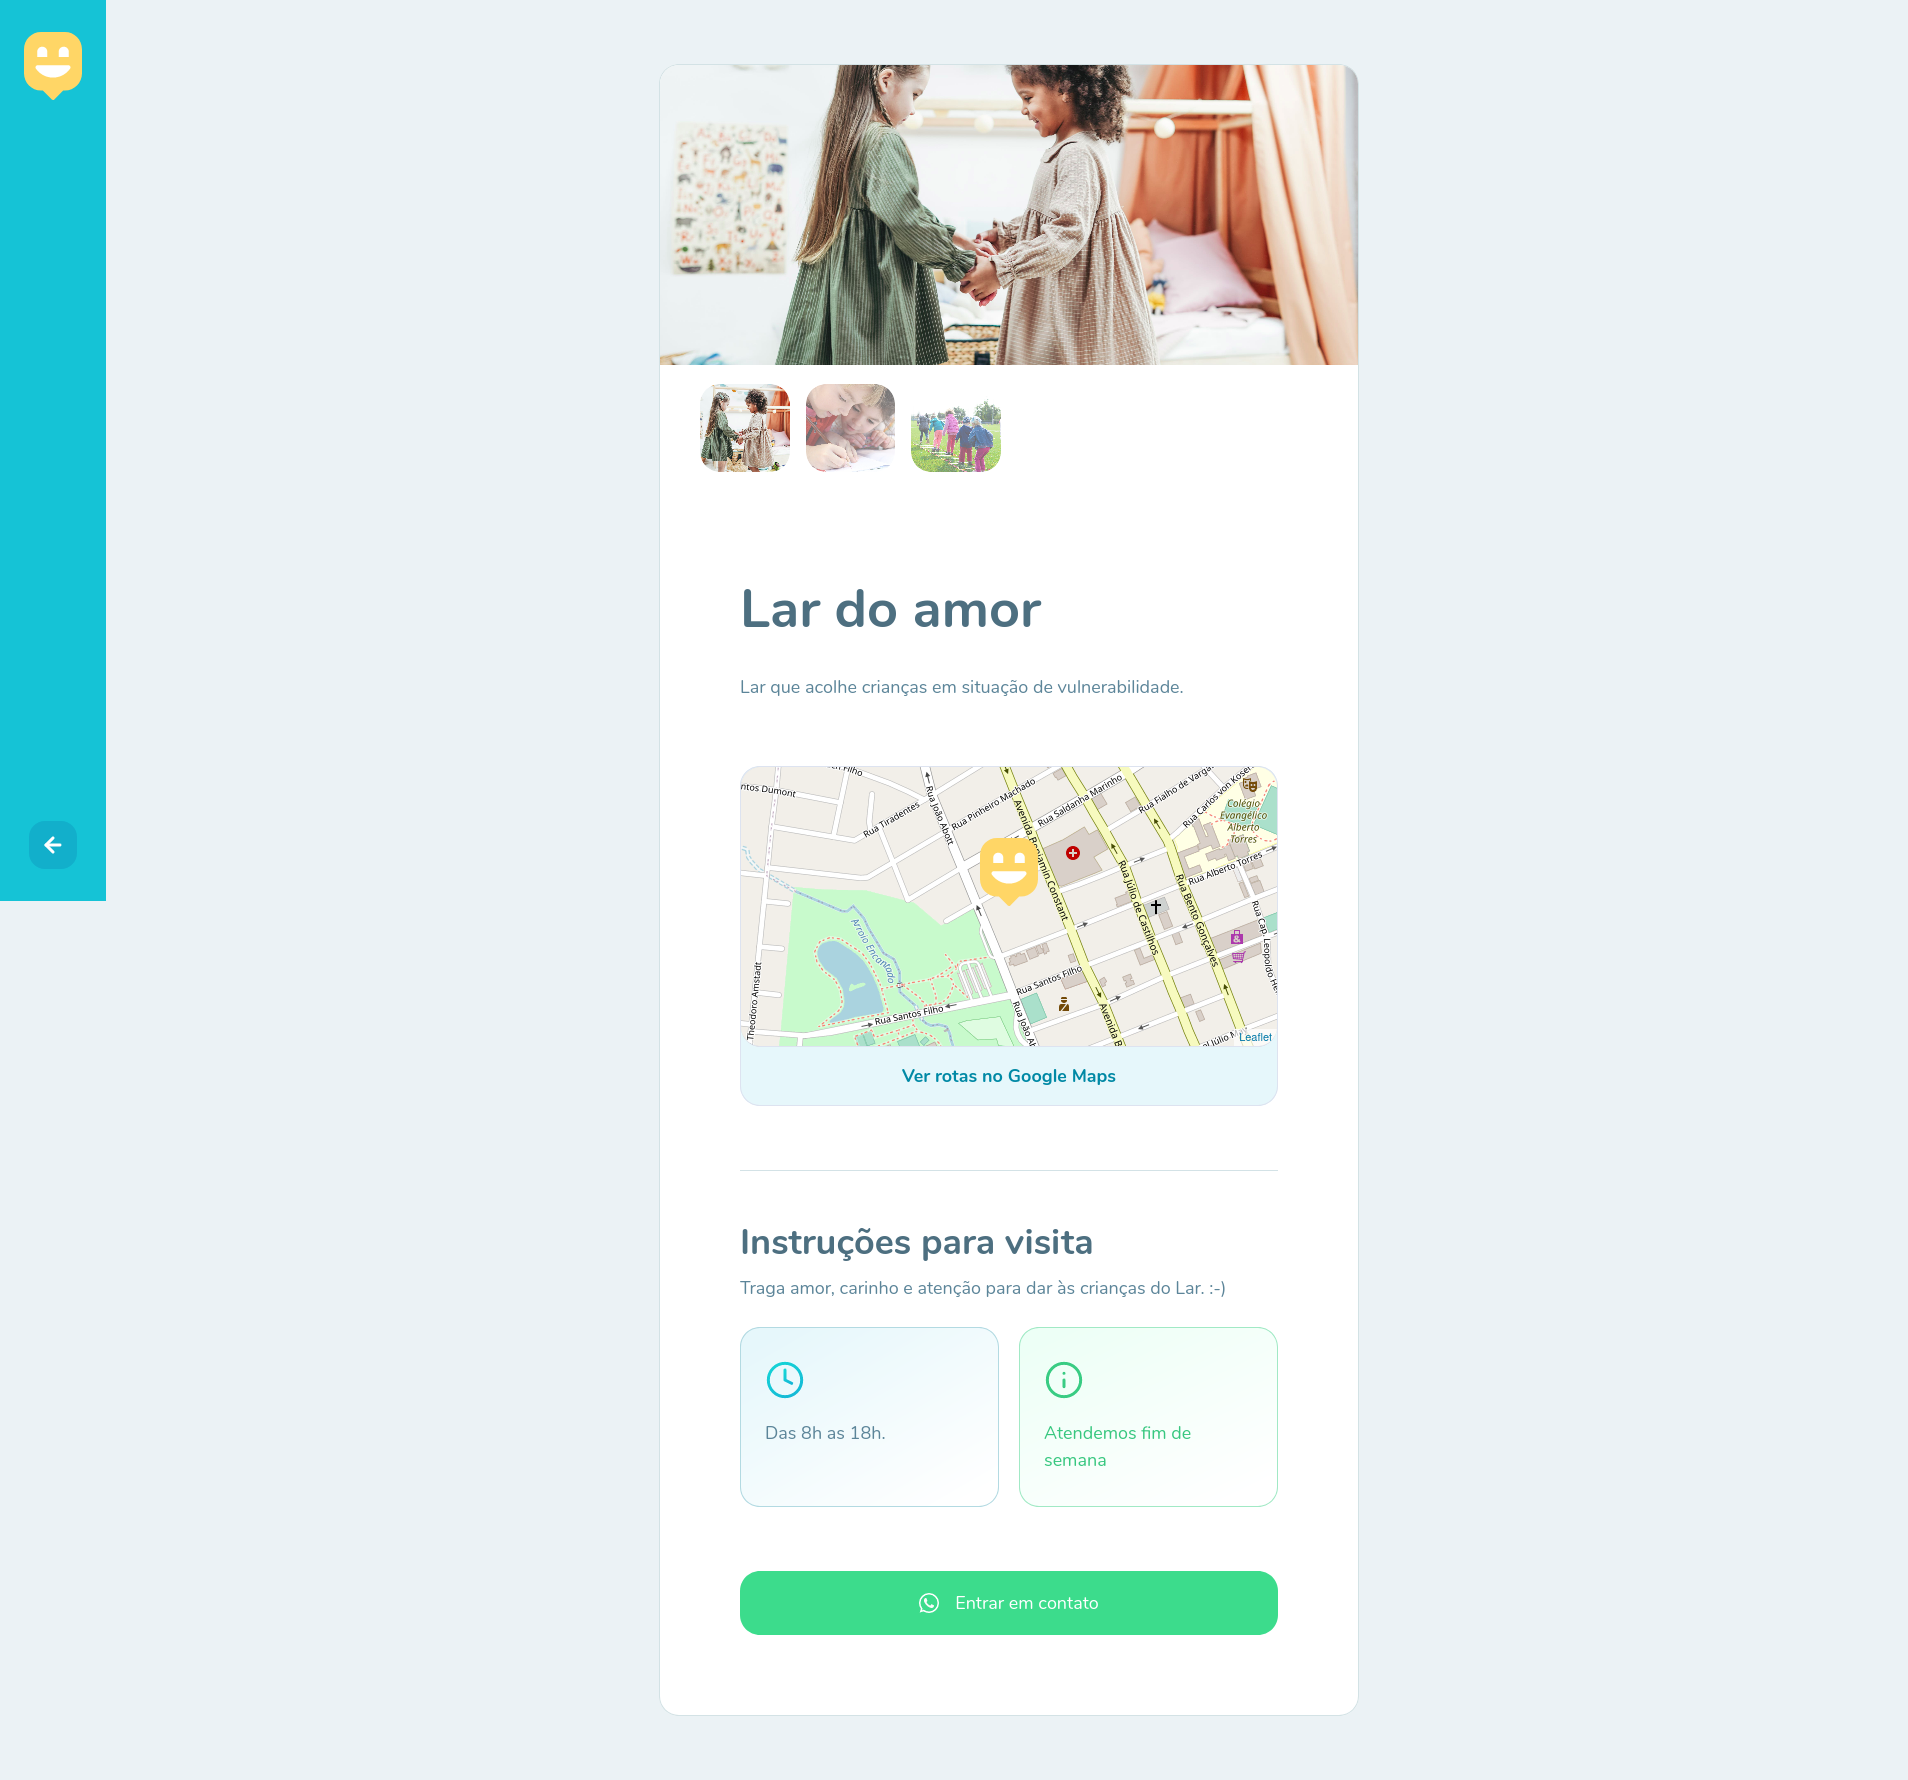 Lar do amor
Lar que acolhe crianças em situação de vulnerabilidade.
ntos Dumont
Filho
Rua Tiradentes
Rua João Abott
Rua Pinheiro Machado
Avenida Benjamin Constant
Rua Saldanha Marinho
Rua Fialho de Vargas
Rua Carlos von Koseri
Colégio
Evangélico
Alberto
Torres
Rua Alberto Torres
Rua Júlio de Castilhos
Rua Bento Gonçalves
Rua Cap. Leopoldo He
Arroio Encantado
Theodoro Amstadt
Rua Santos Filho
Rua Santos Filho
Rua João Ab
Avenida B
el Júlio
Leaflet
Ver rotas no Google Maps
Instruções para visita
Traga amor, carinho e atenção para dar às crianças do Lar. :-)
Das 8h as 18h.
Atendemos fim de
semana
Entrar em contato